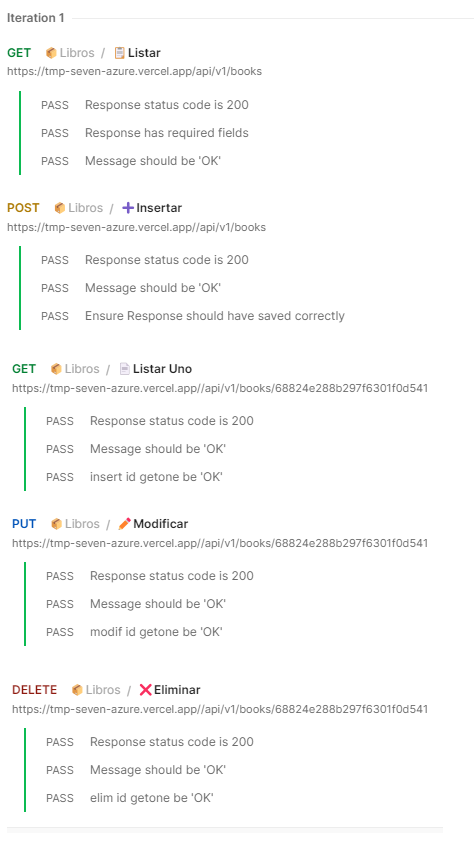 Iteration 1
GET Libros / Listar
https://tmp-seven-azure.vercel.app/api/v1/books
PASS Response status code is 200
PASS Response has required fields
PASS Message should be 'OK'
POST Libros / Insertar
https://tmp-seven-azure.vercel.app//api/v1/books
PASS Response status code is 200
PASS Message should be 'OK'
PASS Ensure Response should have saved correctly
GET Libros / Listar Uno
https://tmp-seven-azure.vercel.app//api/v1/books/68824e288b297f6301f0d541
PASS Response status code is 200
PASS Message should be 'OK'
PASS insert id getone be 'OK'
PUT Libros / Modificar
https://tmp-seven-azure.vercel.app//api/v1/books/68824e288b297f6301f0d541
PASS Response status code is 200
PASS Message should be 'OK'
PASS modif id getone be 'OK'
DELETE Libros / Eliminar
https://tmp-seven-azure.vercel.app//api/v1/books/68824e288b297f6301f0d541
PASS Response status code is 200
PASS Message should be 'OK'
PASS elim id getone be 'OK'